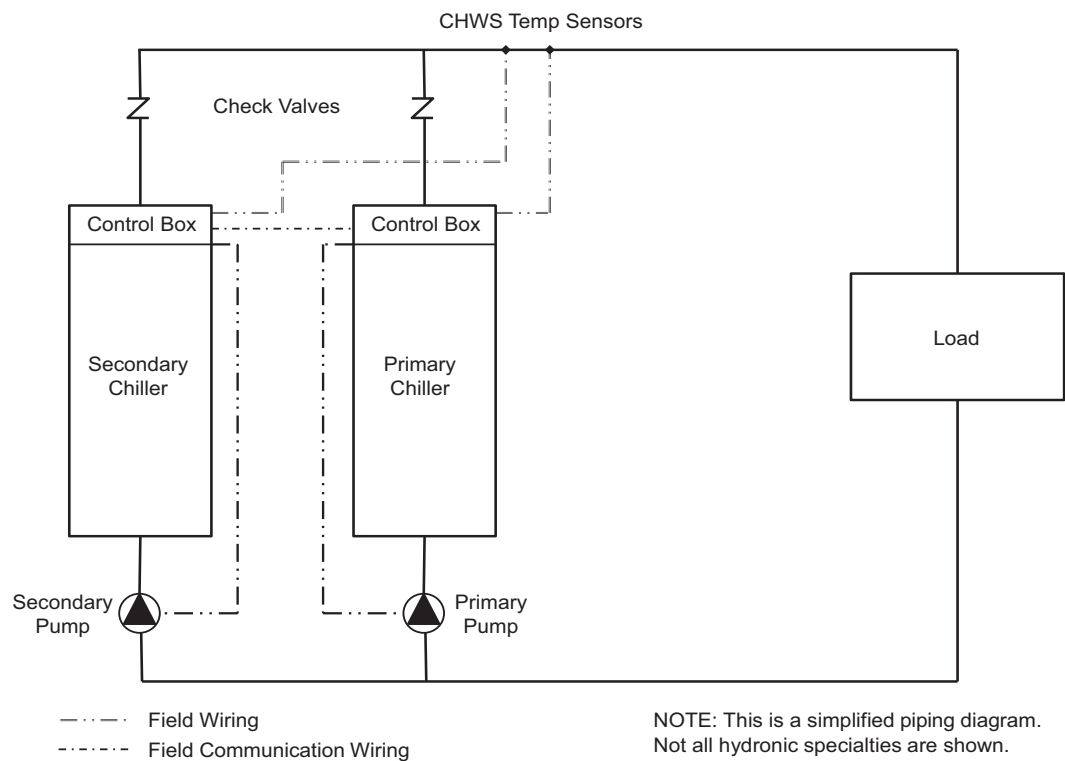 CHWS Temp Sensors
Check Valves
Control Box
Control Box
Secondary
Chiller
Primary
Chiller
Load
Secondary
Pump
Primary
Pump
Field Wiring
Field Communication Wiring
NOTE: This is a simplified piping diagram.
Not all hydronic specialties are shown.